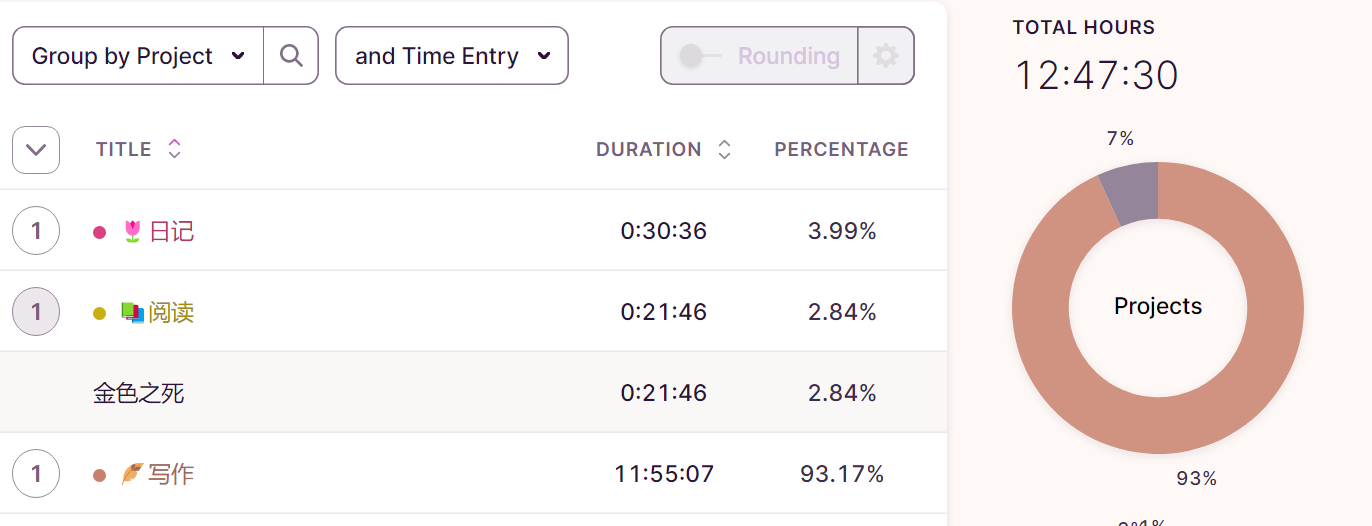 Group by Project
and Time Entry
Rounding
TITLE DURATION PERCENTAGE
1 日记 0:30:36 3.99%
1 阅读 0:21:46 2.84%
金色之死 0:21:46 2.84%
1 写作 11:55:07 93.17%
TOTAL HOURS
12:47:30
7%
Projects
93%